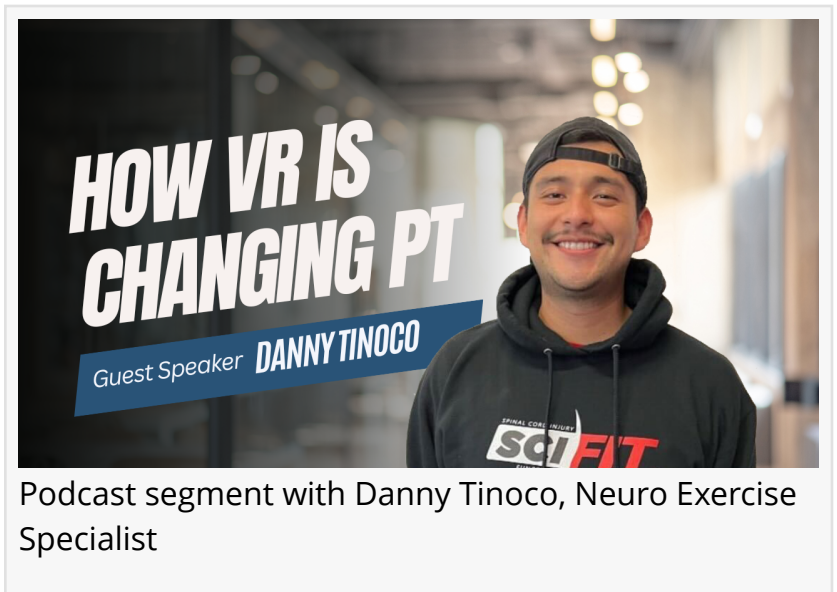 HOW VR IS
CHANGING PT
Guest Speaker DANNY TINOCO
SPINAL CORD INJURY
SCI FIT
Podcast segment with Danny Tinoco, Neuro Exercise
Specialist